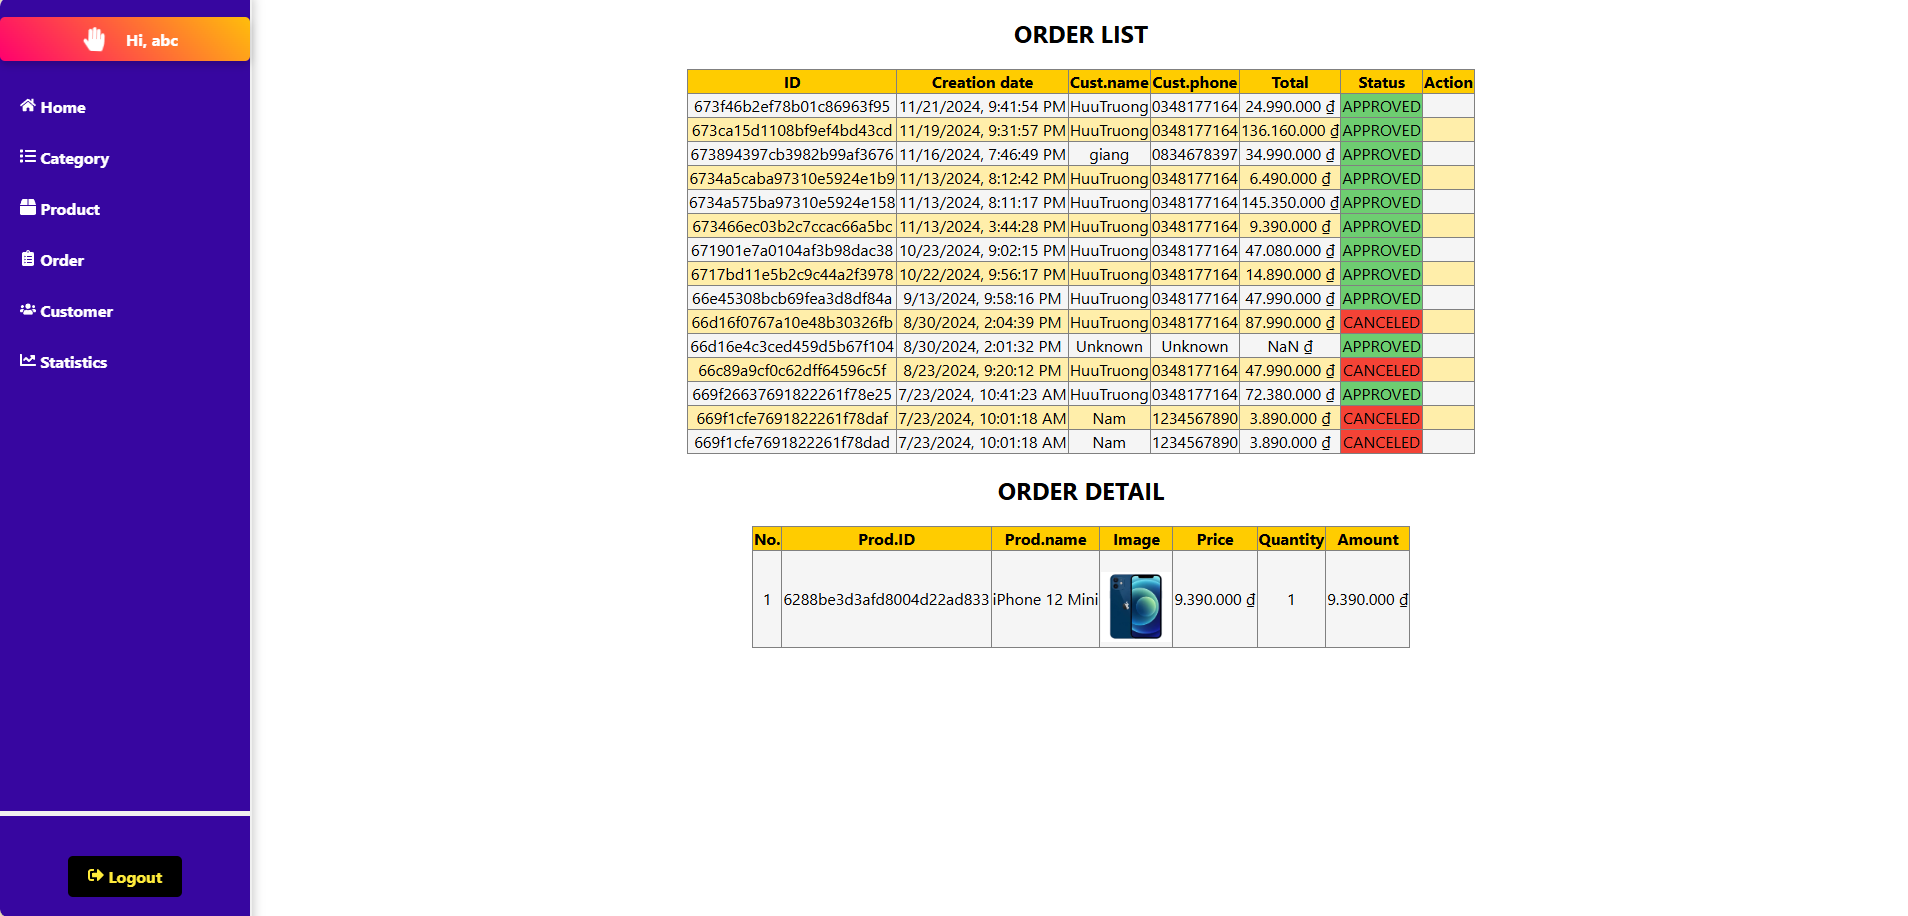 Hi, abc
Home
Category
Product
Order
Customer
Statistics
Logout
ORDER LIST
ID Creation date Cust.name Cust.phone Total Status Action
673f46b2ef78b01c86963f95 11/21/2024, 9:41:54 PM HuuTruong 0348177164 24.990.000 ₫ APPROVED
673ca15d1108bf9ef4bd43cd 11/19/2024, 9:31:57 PM HuuTruong 0348177164 136.160.000 ₫ APPROVED
673894397cb3982b99af3676 11/16/2024, 7:46:49 PM giang 0834678397 34.990.000 ₫ APPROVED
6734a5caba97310e5924e1b9 11/13/2024, 8:12:42 PM HuuTruong 0348177164 6.490.000 ₫ APPROVED
6734a575ba97310e5924e158 11/13/2024, 8:11:17 PM HuuTruong 0348177164 145.350.000 ₫ APPROVED
673466ec03b2c7ccac66a5bc 11/13/2024, 3:44:28 PM HuuTruong 0348177164 9.390.000 ₫ APPROVED
671901e7a0104af3b98dac38 10/23/2024, 9:02:15 PM HuuTruong 0348177164 47.080.000 ₫ APPROVED
6717bd11e5b2c9c44a2f3978 10/22/2024, 9:56:17 PM HuuTruong 0348177164 14.890.000 ₫ APPROVED
66e45308bcb69fea3d8df84a 9/13/2024, 9:58:16 PM HuuTruong 0348177164 47.990.000 ₫ APPROVED
66d16f0767a10e48b30326fb 8/30/2024, 2:04:39 PM HuuTruong 0348177164 87.990.000 ₫ CANCELED
66d16e4c3ced459d5b67f104 8/30/2024, 2:01:32 PM Unknown Unknown NaN ₫ APPROVED
66c89a9cf0c62dff64596c5f 8/23/2024, 9:20:12 PM HuuTruong 0348177164 47.990.000 ₫ CANCELED
669f26637691822261f78e25 7/23/2024, 10:41:23 AM HuuTruong 0348177164 72.380.000 ₫ APPROVED
669f1cfe7691822261f78daf 7/23/2024, 10:01:18 AM Nam 1234567890 3.890.000 ₫ CANCELED
669f1cfe7691822261f78dad 7/23/2024, 10:01:18 AM Nam 1234567890 3.890.000 ₫ CANCELED
ORDER DETAIL
No. Prod.ID Prod.name Image Price Quantity Amount
1 6288be3d3afd8004d22ad833 iPhone 12 Mini 9.390.000 ₫ 1 9.390.000 ₫